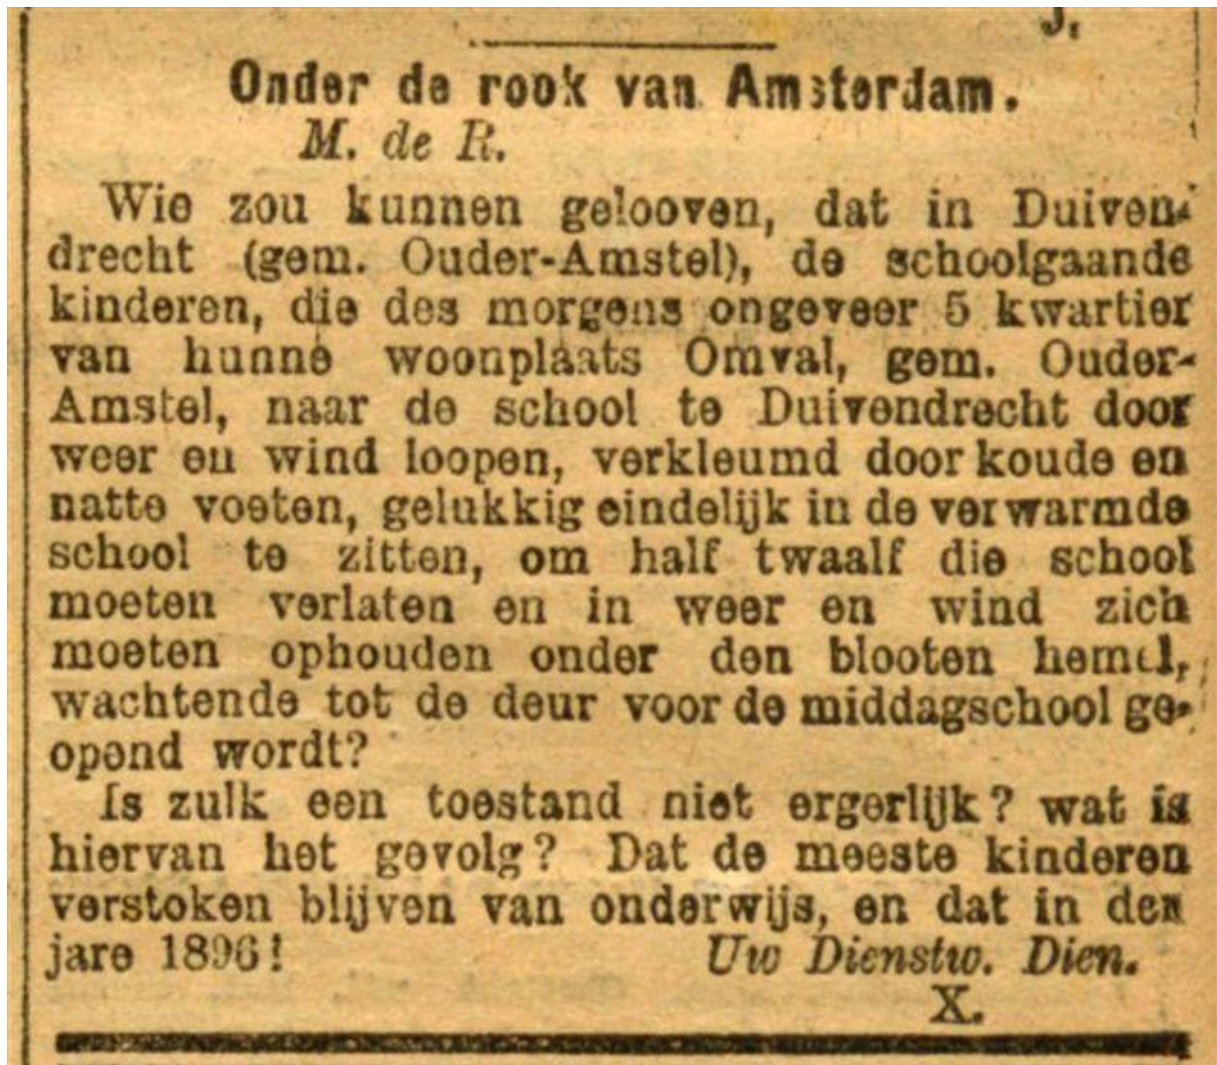 J.
Onder de rook van Amsterdam.
M. de R.
Wie zou kunnen gelooven, dat in Duiven-
drecht (gem. Ouder-Amstel), de schoolgaande
kinderen, die des morgens ongeveer 5 kwartier
van hunne woonplaats Omval, gem. Ouder-
Amstel, naar de school te Duivendrecht door
weer en wind loopen, verkleumd door koude en
natte voeten, gelukkig eindelijk in de verwarmde
school te zitten, om half twaalf die school
moeten verlaten en in weer en wind zich
moeten ophouden onder den blooten hemel,
wachtende tot de deur voor de middagschool ge-
opend wordt?
Is zulk een toestand niet ergerlijk? wat is
hiervan het gevolg? Dat de meeste kinderen
verstoken blijven van onderwijs, en dat in den
jare 1896! Uw Dienstw. Dien.
X.